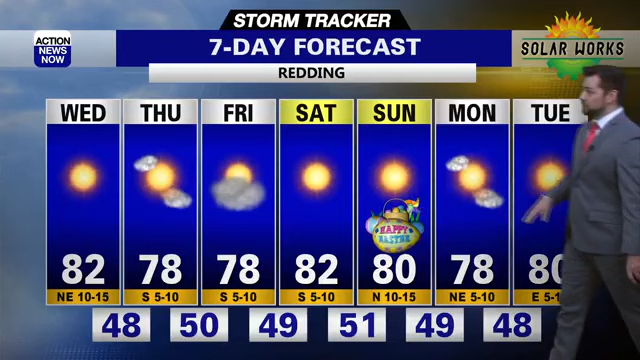 STORM TRACKER
ACTION
NEWS
NOW
7-DAY FORECAST
SOLAR WORKS
REDDING
WED THU FRI SAT SUN MON TUE
HAPPY
EASTER
82 78 78 82 80 78 80
NE 10-15 S 5-10 S 5-10 S 5-10 N 10-15 NE 5-10 E 5-1
48 50 49 51 49 48